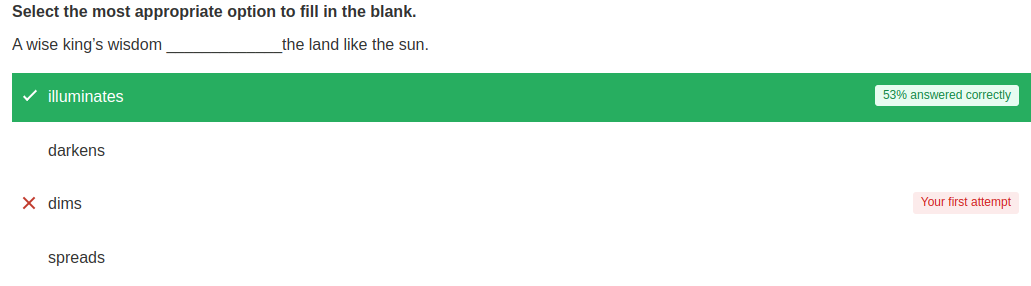 Select the most appropriate option to fill in the blank.
A wise king’s wisdom _____________the land like the sun.
illuminates 53% answered correctly
darkens
dims Your first attempt
spreads